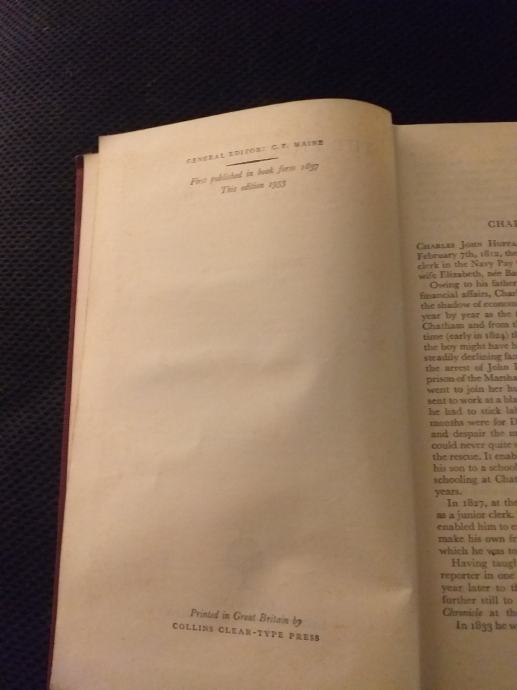 GENERAL EDITOR: G. F. MAINE
First published in book form 1837
This edition 1953
Printed in Great Britain by
COLLINS CLEAR-TYPE PRESS
CHAR
CHARLES JOHN HUFFA
February 7th, 1812, the
clerk in the Navy Pay
wife Elizabeth, née Ba
Owing to his father
financial affairs, Char
the shadow of econom
year by year as the
Chatham and from t
time (early in 1824) t
the boy might have h
steadily declining fa
the arrest of John
prison of the Marsha
went to join her hu
sent to work at a bla
he had to stick lab
months were for D
and despair the m
could never quite
the rescue. It enab
his son to a school
schooling at Chat
years.
In 1827, at the
as a junior clerk.
enabled him to e
make his own fr
which he was to
Having taugh
reporter in one
year later to th
further still to
Chronicle at the
In 1833 he w